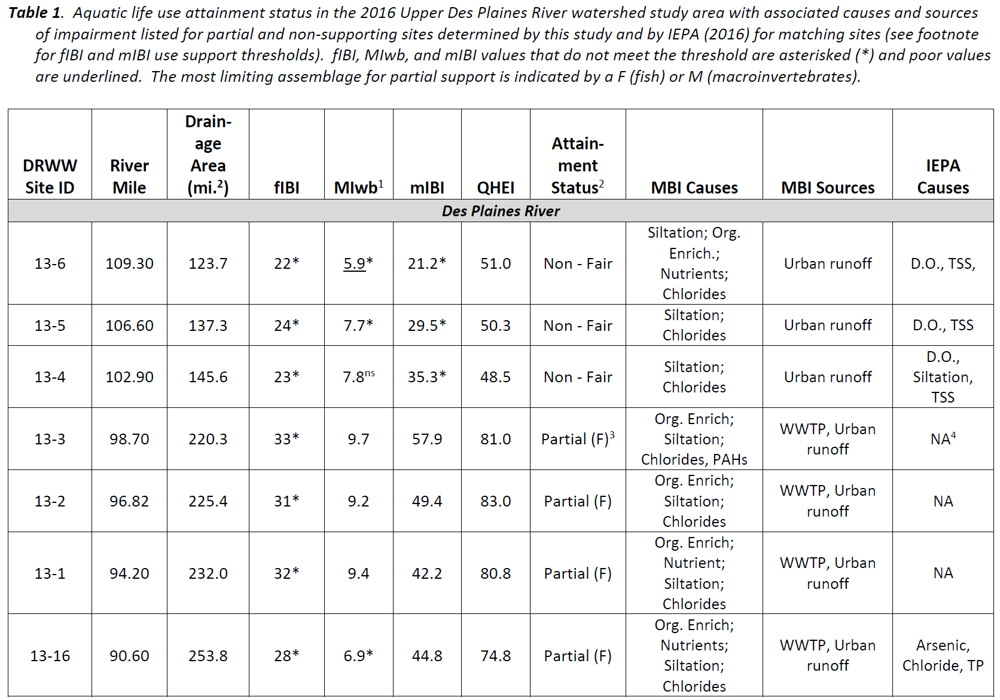 Table 1. Aquatic life use attainment status in the 2016 Upper Des Plaines River watershed study area with associated causes and sources
of impairment listed for partial and non-supporting sites determined by this study and by IEPA (2016) for matching sites (see footnote
for fIBI and mIBI use support thresholds). fIBI, MIwb, and mIBI values that do not meet the threshold are asterisked (*) and poor values
are underlined. The most limiting assemblage for partial support is indicated by a F (fish) or M (macroinvertebrates).
DRWW
Site ID
River
Mile
Drain-
age
Area
(mi.²)
fIBI
MIwb¹
mIBI
QHEI
Attain-
ment
Status²
MBI Causes
MBI Sources
IEPA
Causes
Des Plaines River
13-6
109.30
123.7
22*
5.9*
21.2*
51.0
Non - Fair
Siltation; Org.
Enrich.;
Nutrients;
Chlorides
Urban runoff
D.O., TSS,
13-5
106.60
137.3
24*
7.7*
29.5*
50.3
Non - Fair
Siltation;
Chlorides
Urban runoff
D.O., TSS
13-4
102.90
145.6
23*
7.8ns
35.3*
48.5
Non - Fair
Siltation;
Chlorides
Urban runoff
D.O.,
Siltation,
TSS
13-3
98.70
220.3
33*
9.7
57.9
81.0
Partial (F)³
Org. Enrich;
Siltation;
Chlorides, PAHs
WWTP, Urban
runoff
NA⁴
13-2
96.82
225.4
31*
9.2
49.4
83.0
Partial (F)
Org. Enrich;
Siltation;
Chlorides
WWTP, Urban
runoff
NA
13-1
94.20
232.0
32*
9.4
42.2
80.8
Partial (F)
Org. Enrich;
Nutrient;
Siltation;
Chlorides
WWTP, Urban
runoff
NA
13-16
90.60
253.8
28*
6.9*
44.8
74.8
Partial (F)
Org. Enrich;
Nutrients;
Siltation;
Chlorides
WWTP, Urban
runoff
Arsenic,
Chloride, TP